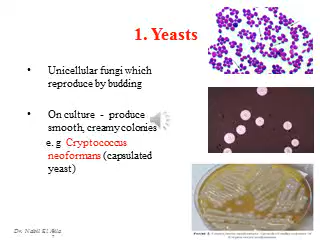 1. Yeasts
• Unicellular fungi which
reproduce by budding
• On culture - produce
smooth, creamy colonies
e. g Cryptococcus
neoformans (capsulated
yeast)
Dr. Nabil El